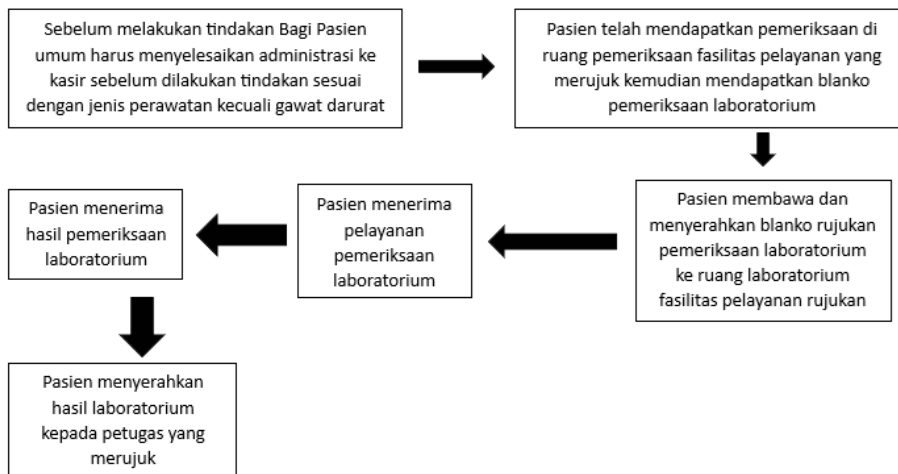 Sebelum melakukan tindakan Bagi Pasien
umum harus menyelesaikan administrasi ke
kasir sebelum dilakukan tindakan sesuai
dengan jenis perawatan kecuali gawat darurat
Pasien telah mendapatkan pemeriksaan di
ruang pemeriksaan fasilitas pelayanan yang
merujuk kemudian mendapatkan blanko
pemeriksaan laboratorium
Pasien membawa dan
menyerahkan blanko rujukan
pemeriksaan laboratorium
ke ruang laboratorium
fasilitas pelayanan rujukan
Pasien menerima
pelayanan
pemeriksaan
laboratorium
Pasien menerima
hasil pemeriksaan
laboratorium
Pasien menyerahkan
hasil laboratorium
kepada petugas yang
merujuk